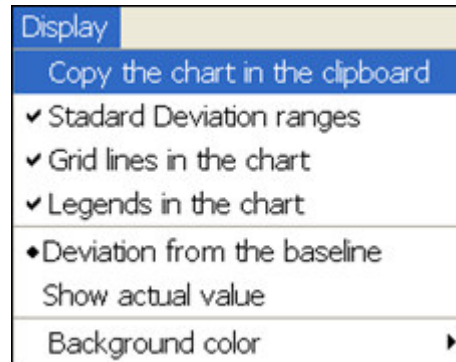 Display
Copy the chart in the clipboard
Stadard Deviation ranges
Grid lines in the chart
Legends in the chart
Deviation from the baseline
Show actual value
Background color